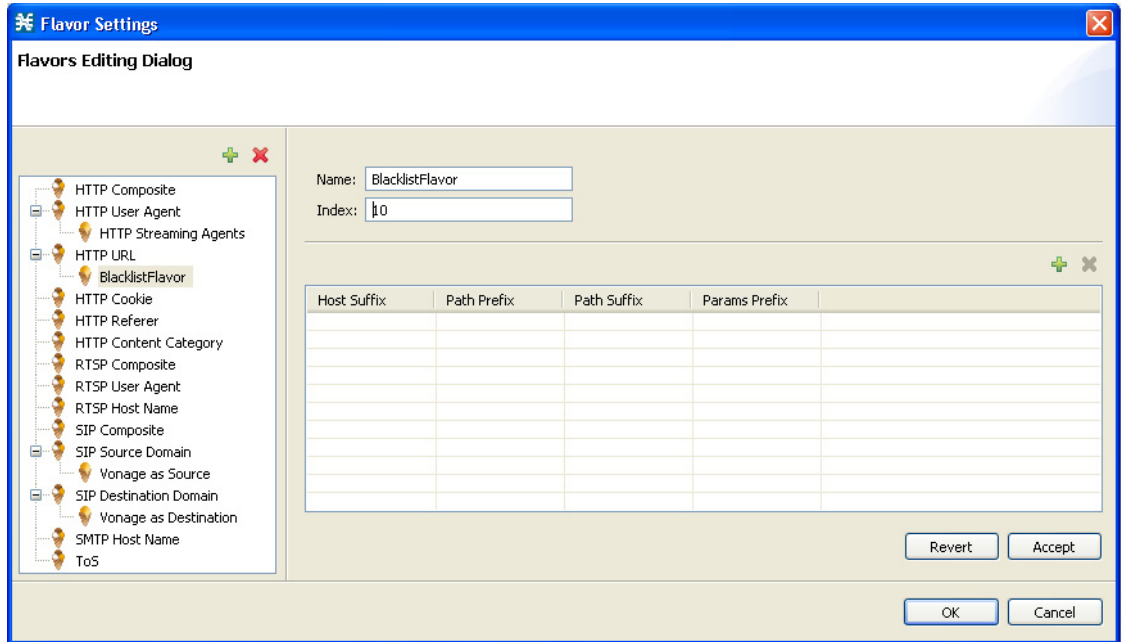 Flavor Settings
Flavors Editing Dialog
HTTP Composite
HTTP User Agent
HTTP Streaming Agents
HTTP URL
BlacklistFlavor
HTTP Cookie
HTTP Referer
HTTP Content Category
RTSP Composite
RTSP User Agent
RTSP Host Name
SIP Composite
SIP Source Domain
Vonage as Source
SIP Destination Domain
Vonage as Destination
SMTP Host Name
ToS
Name: BlacklistFlavor
Index: 10
Host Suffix Path Prefix Path Suffix Params Prefix
Revert Accept
OK Cancel